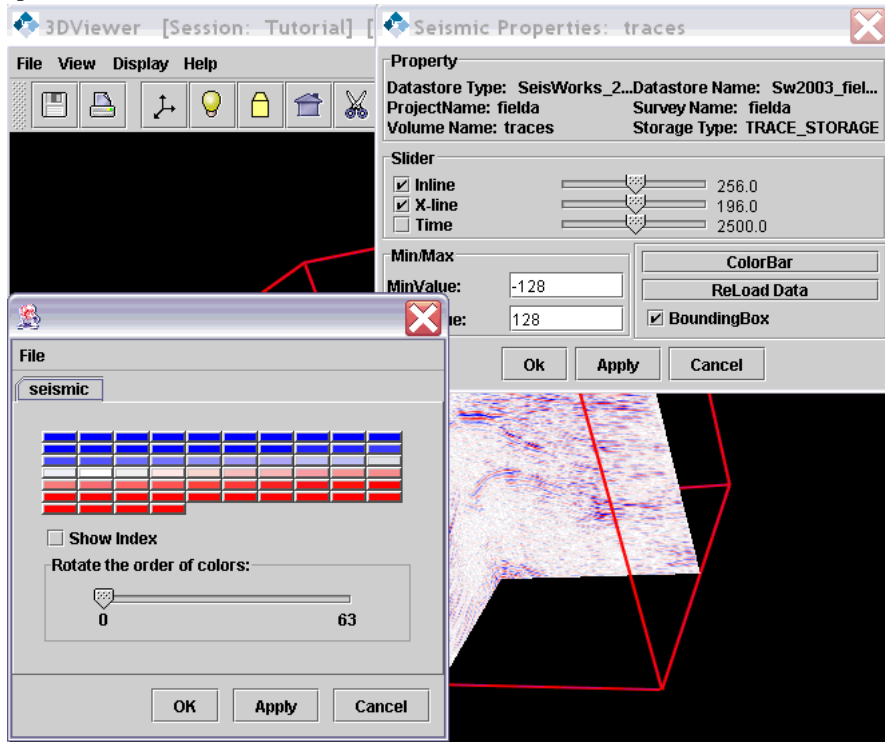 3DViewer [Session: Tutorial] [
File View Display Help
Seismic Properties: traces
Property
Datastore Type: SeisWorks_2... Datastore Name: Sw2003_fiel...
ProjectName: fielda Survey Name: fielda
Volume Name: traces Storage Type: TRACE_STORAGE
Slider
Inline 256.0
X-line 196.0
Time 2500.0
Min/Max
MinValue: -128
ue: 128
ColorBar
ReLoad Data
BoundingBox
Ok Apply Cancel
File
seismic
Show Index
Rotate the order of colors:
0 63
OK Apply Cancel